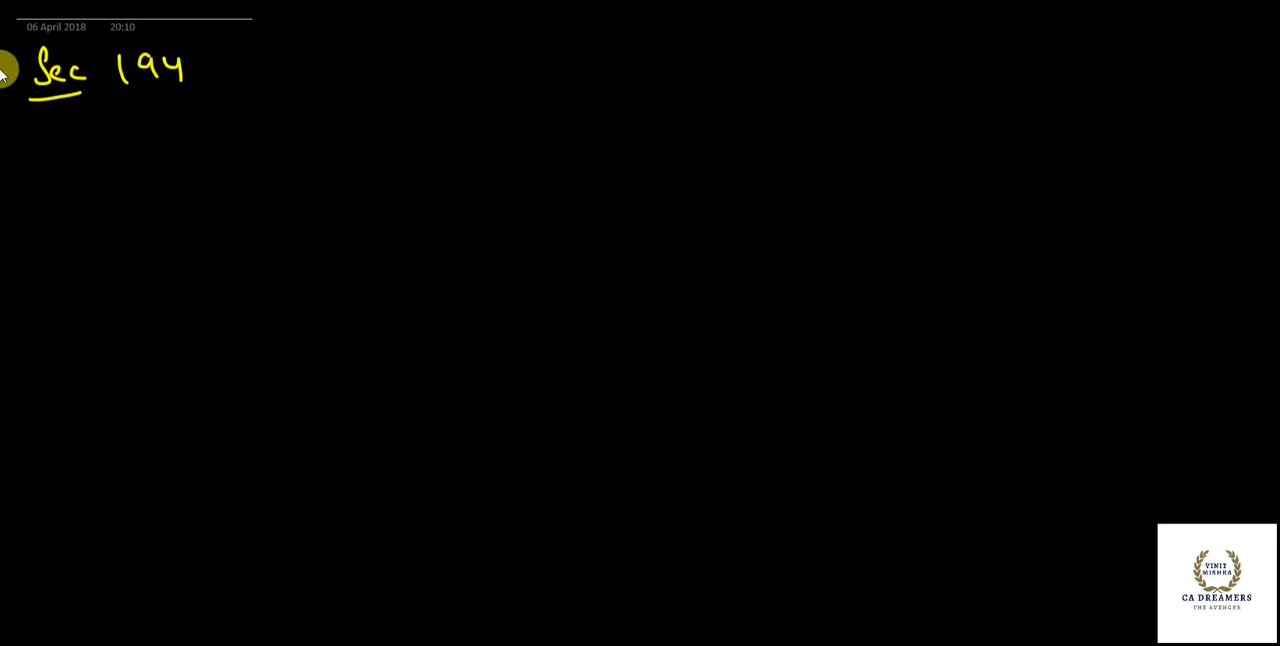 06 April 2018 20:10
Sec 194
VINIT
MISHRA
CA DREAMERS
THE AVENGER